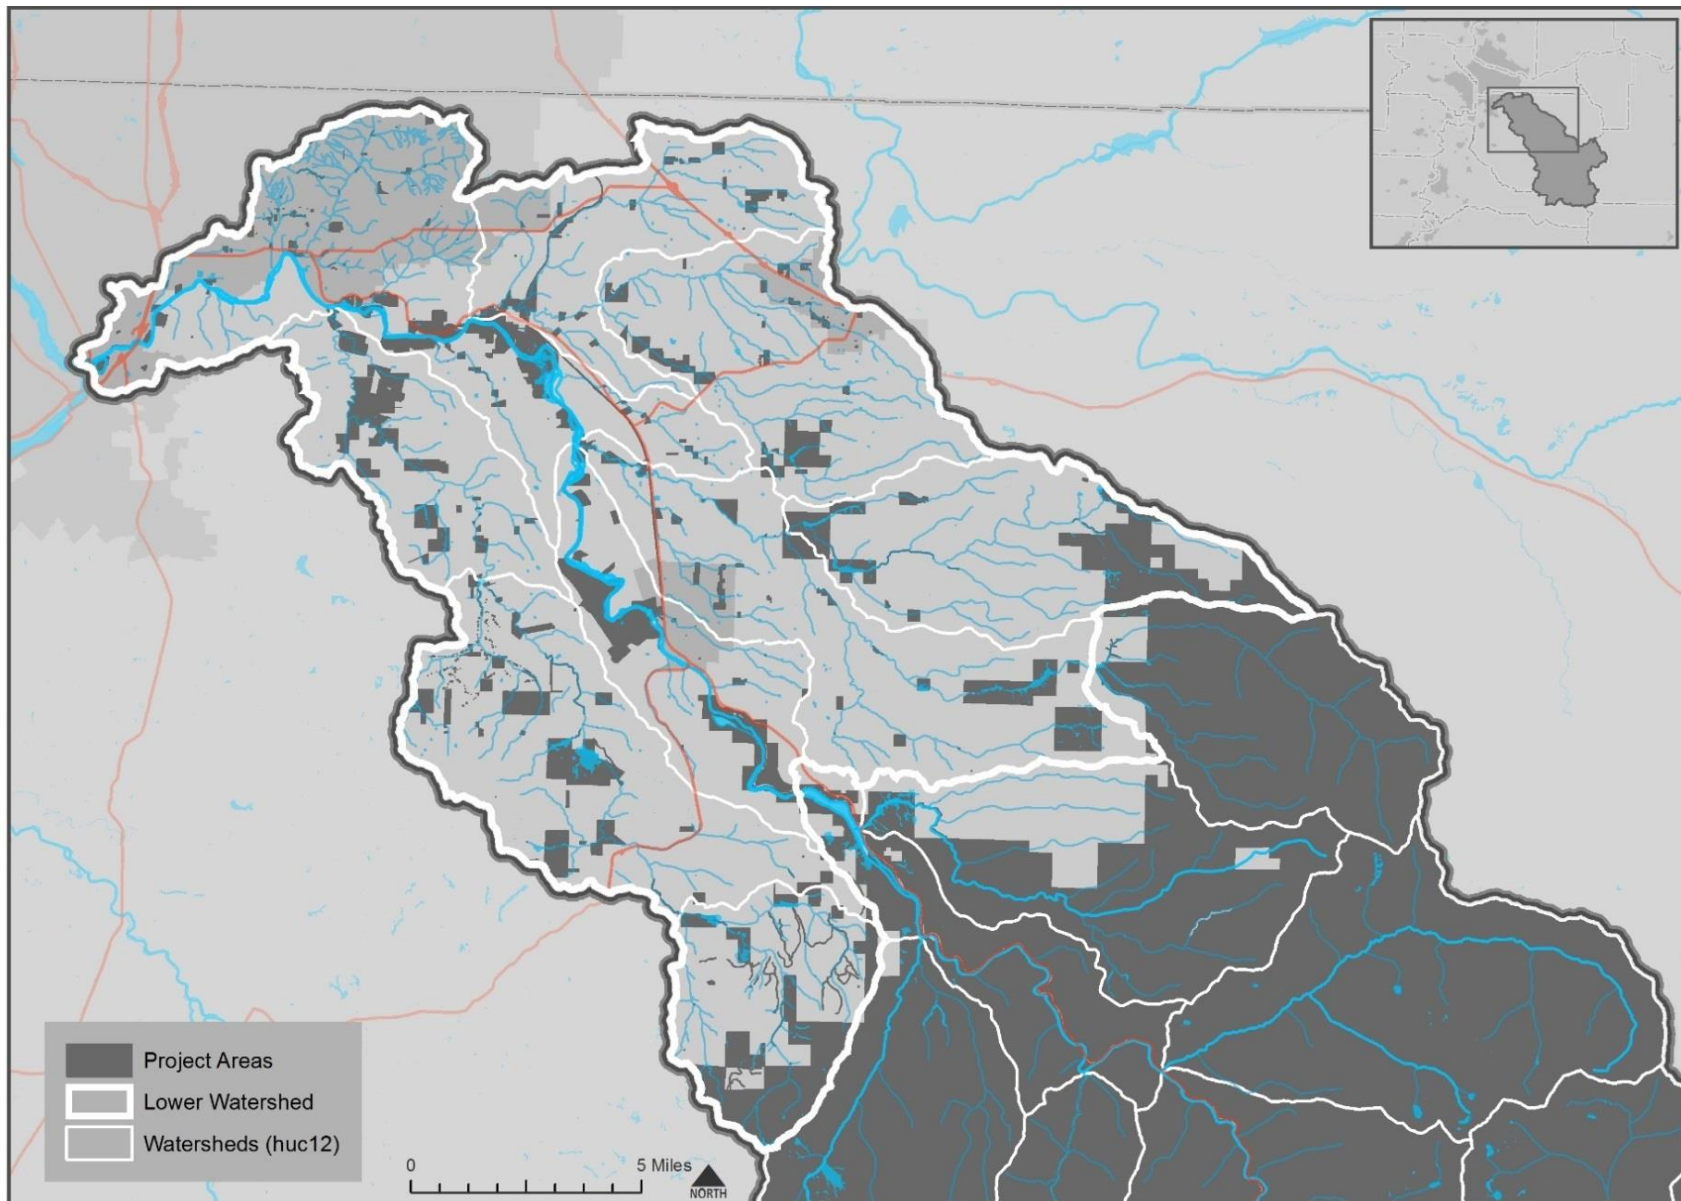 Project Areas
Lower Watershed
Watersheds (huc12)
0 5 Miles
NORTH